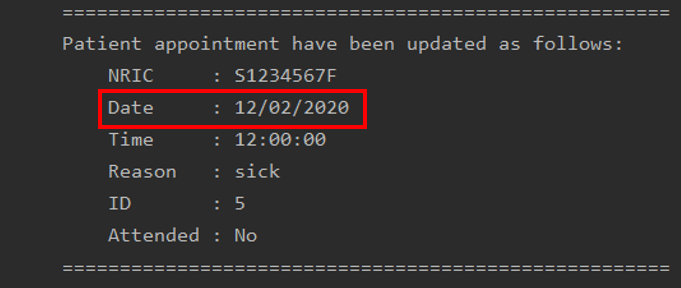 =====================================================
Patient appointment have been updated as follows:
NRIC     : S1234567F
Date     : 12/02/2020
Time     : 12:00:00
Reason   : sick
ID       : 5
Attended : No
=====================================================